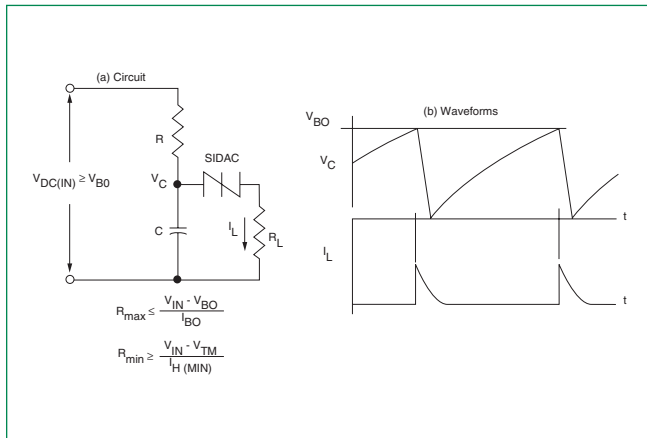 (a) Circuit
R
SIDAC
V_DC(IN) ≥ V_B0
V_C
C
I_L
R_L
R_max ≤ (V_IN - V_BO) / I_BO
R_min ≥ (V_IN - V_TM) / I_H (MIN)
(b) Waveforms
V_BO
V_C
t
I_L
t